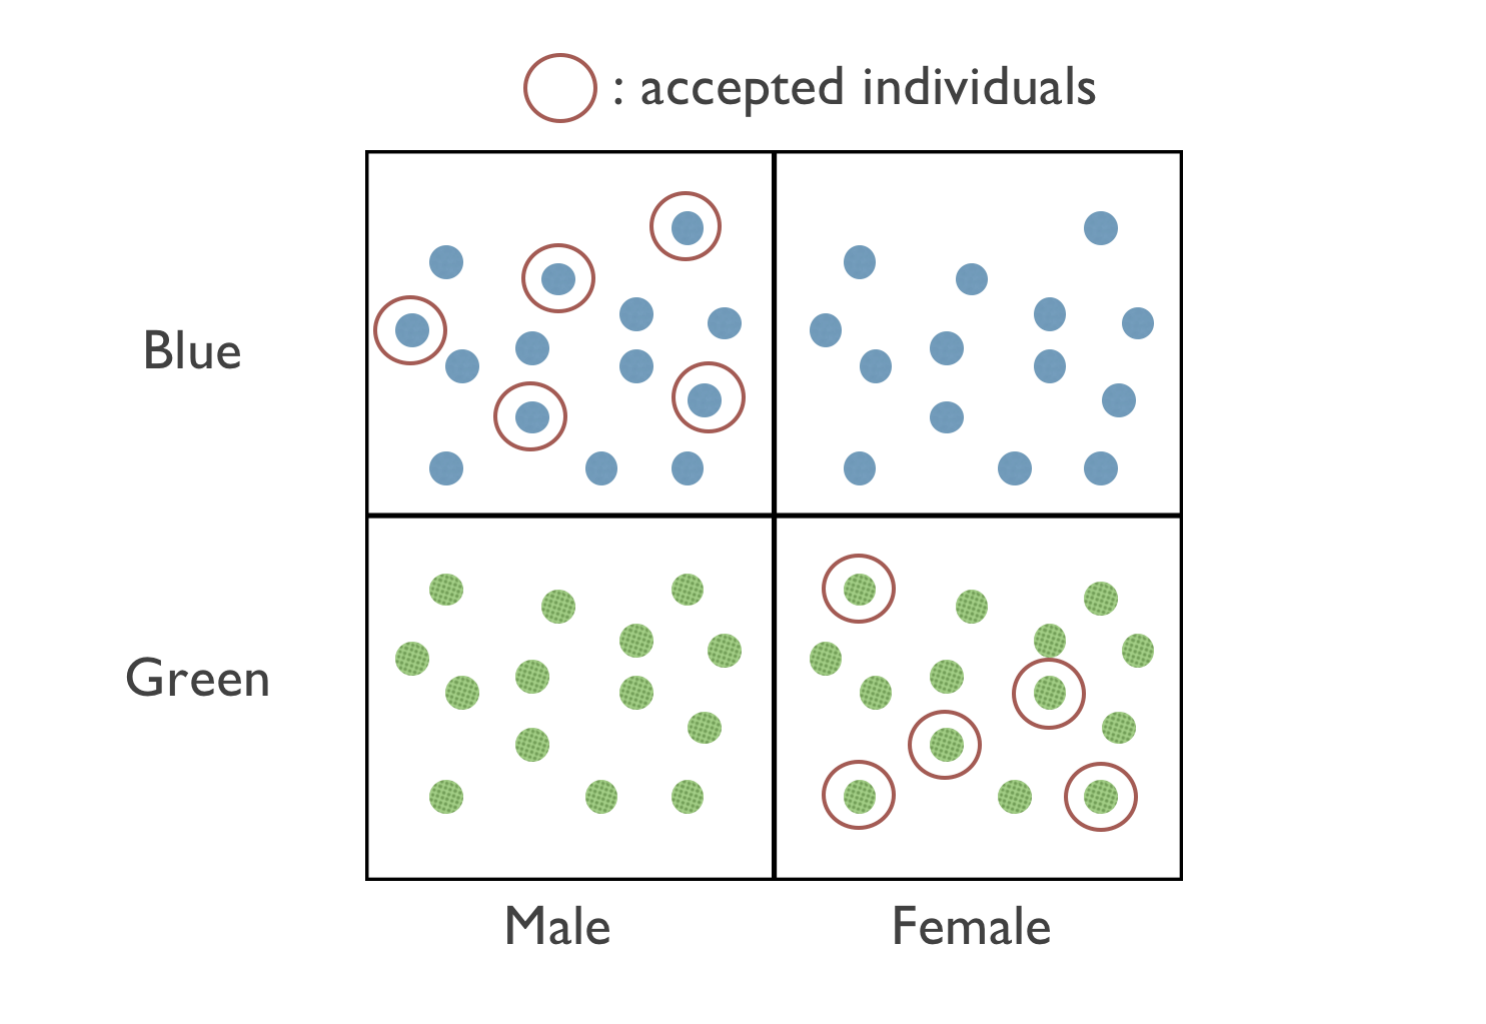 : accepted individuals
Blue
Green
Male
Female